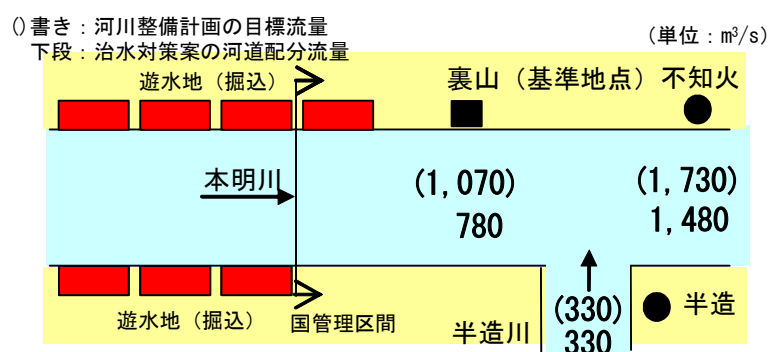 ()書き：河川整備計画の目標流量
下段：治水対策案の河道配分流量
(単位：m³/s)
遊水地（掘込）
裏山（基準地点）
不知火
本明川
(1,070)
780
(1,730)
1,480
遊水地（掘込）
国管理区間
半造川
(330)
330
半造